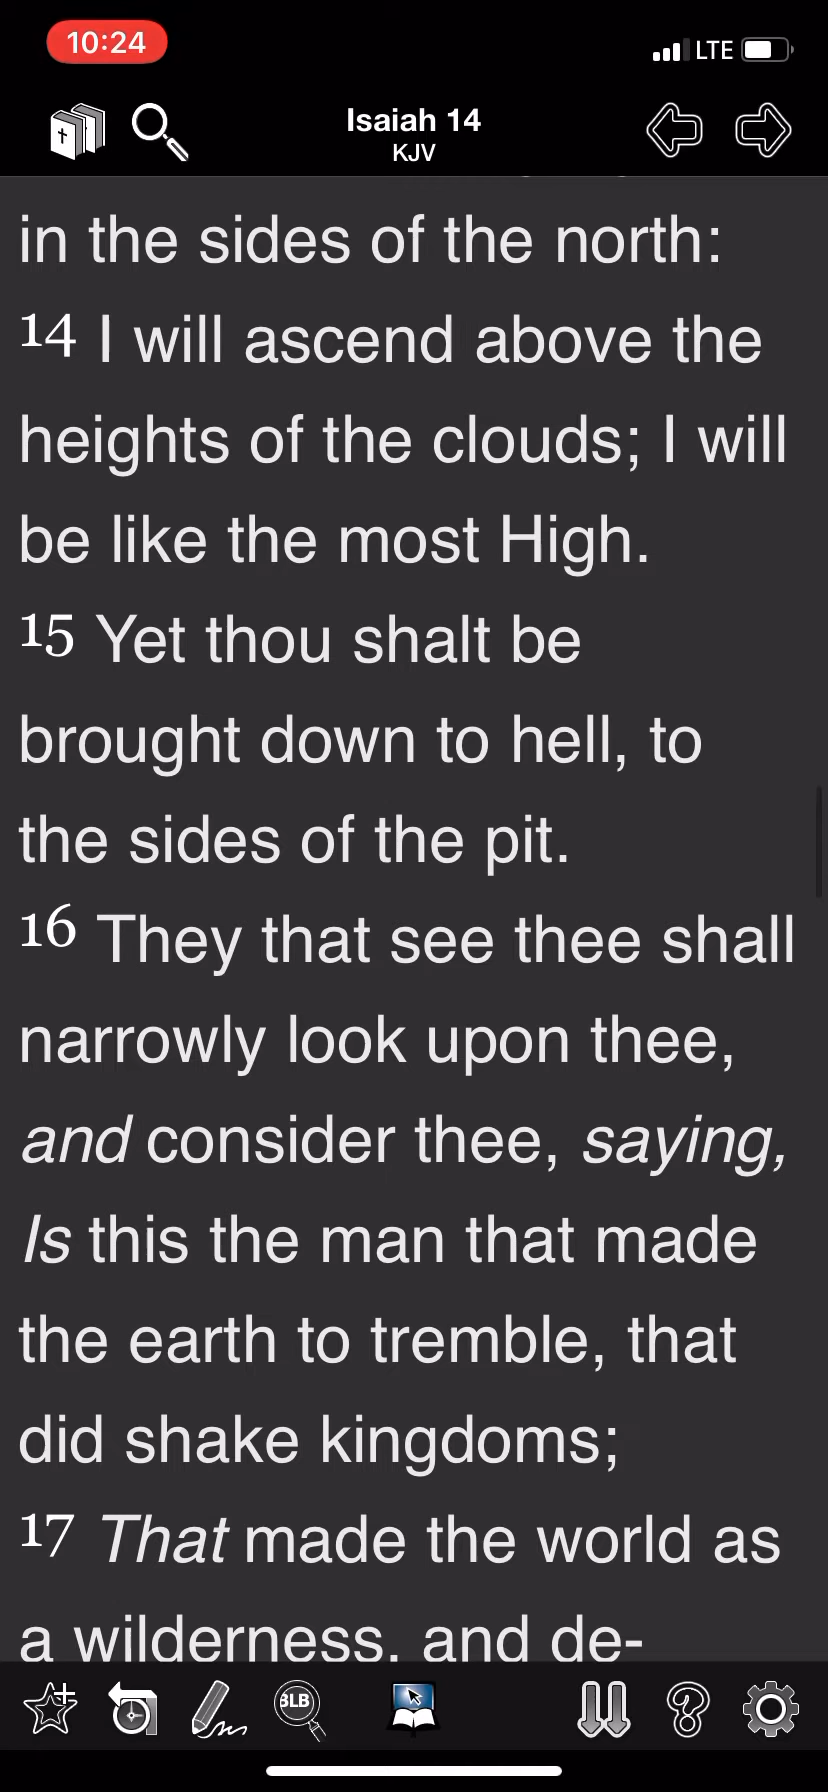 10:24
LTE
Isaiah 14
KJV
in the sides of the north:
14 I will ascend above the
heights of the clouds; I will
be like the most High.
15 Yet thou shalt be
brought down to hell, to
the sides of the pit.
16 They that see thee shall
narrowly look upon thee,
and consider thee, saying,
Is this the man that made
the earth to tremble, that
did shake kingdoms;
17 That made the world as
a wilderness, and de-
BLB